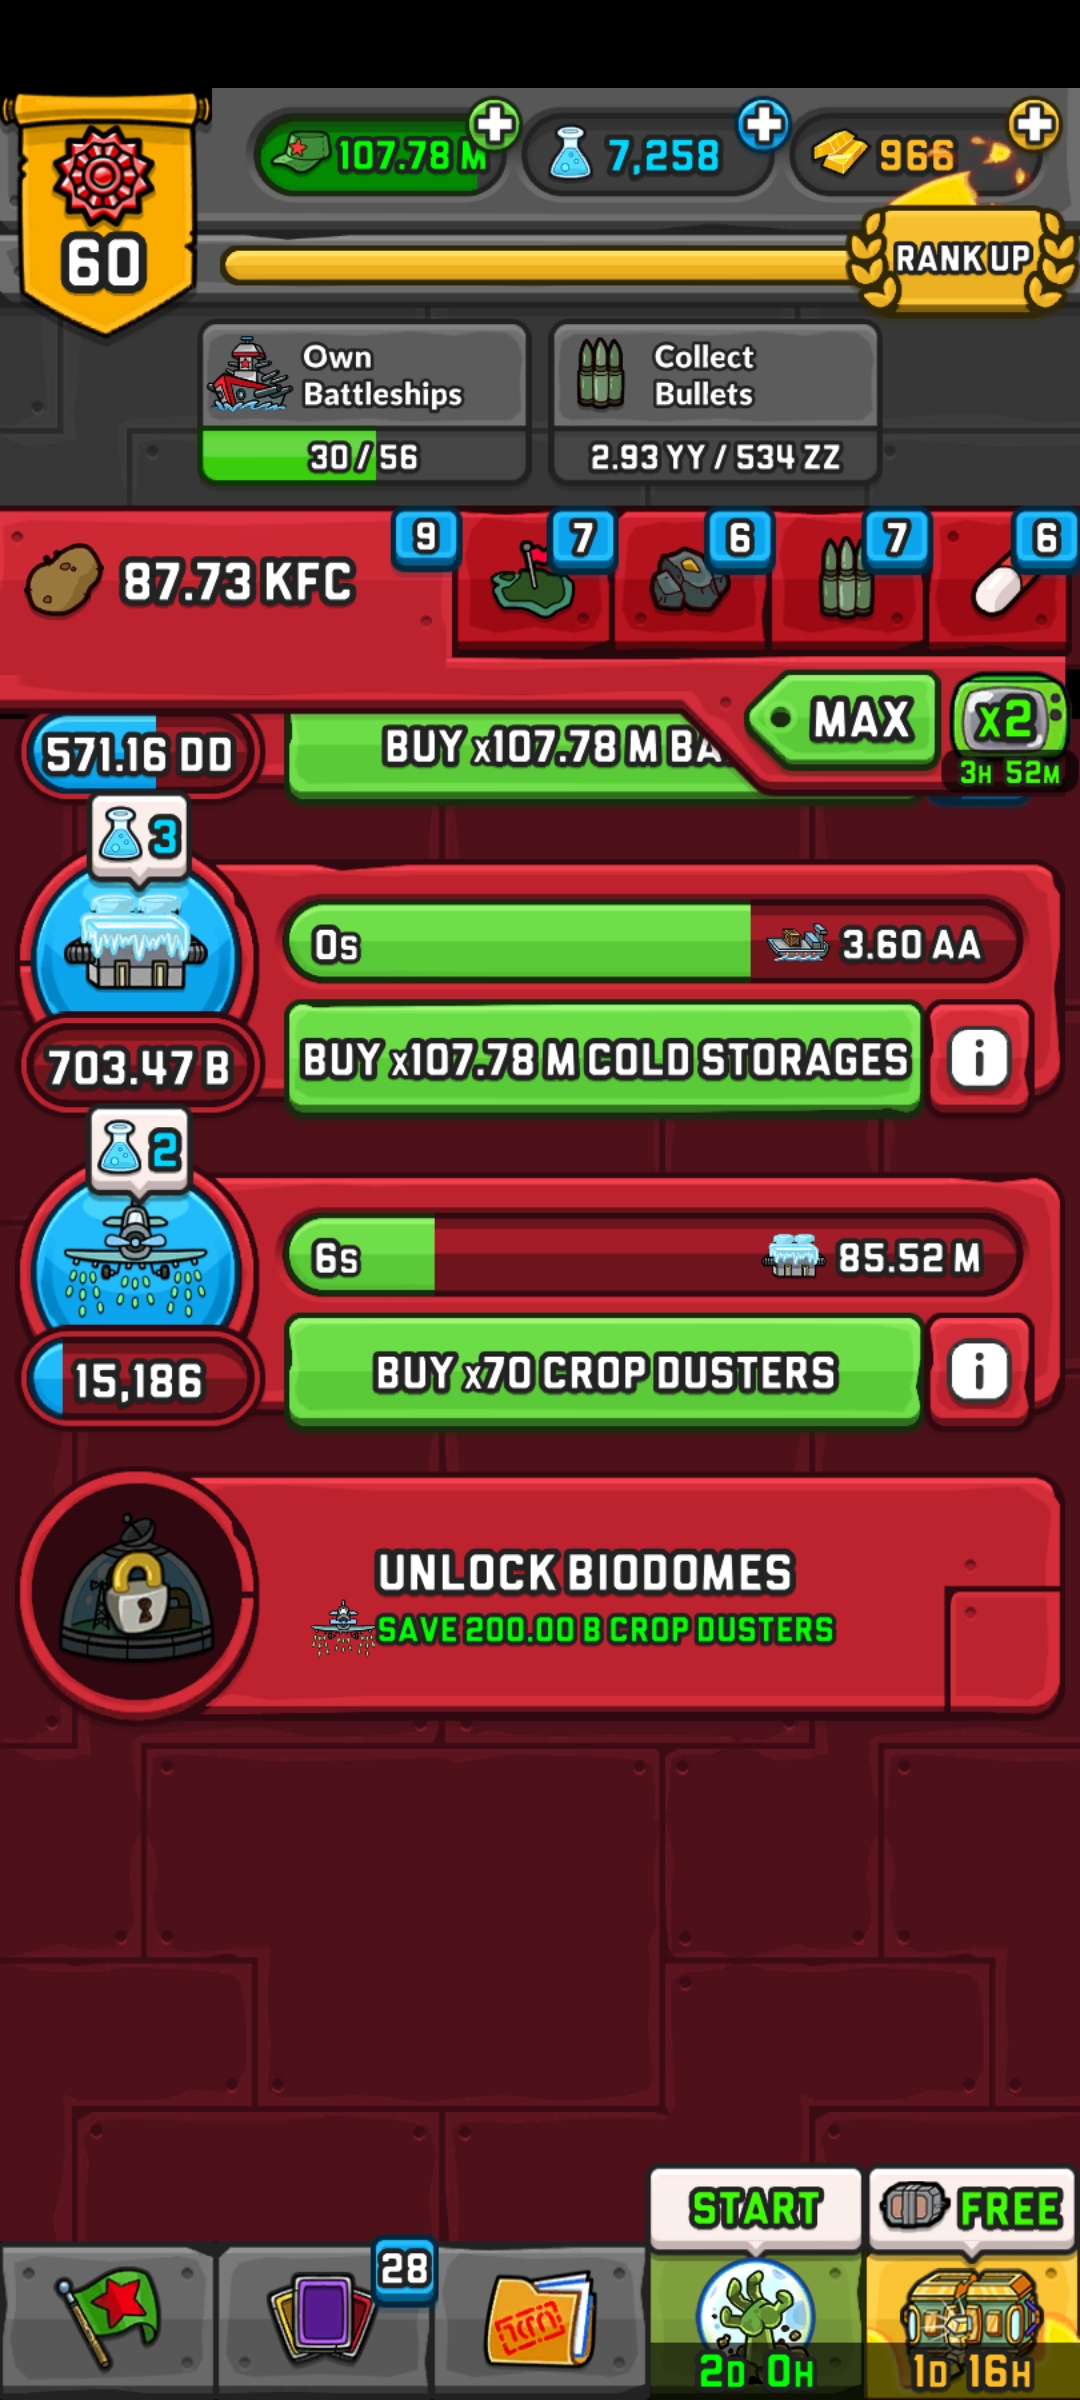 107.78 M
7,258
966
60
RANK UP
Own
Battleships
30 / 56
Collect
Bullets
2.93 YY / 534 ZZ
87.73 KFC
9
7
6
7
6
MAX
x2
3H 52M
571.16 DD
BUY x107.78 M BA
3
0s
3.60 AA
703.47 B
BUY x107.78 M COLD STORAGES
i
2
6s
85.52 M
15,186
BUY x70 CROP DUSTERS
i
UNLOCK BIODOMES
SAVE 200.00 B CROP DUSTERS
START
FREE
28
2D 0H
1D 16H